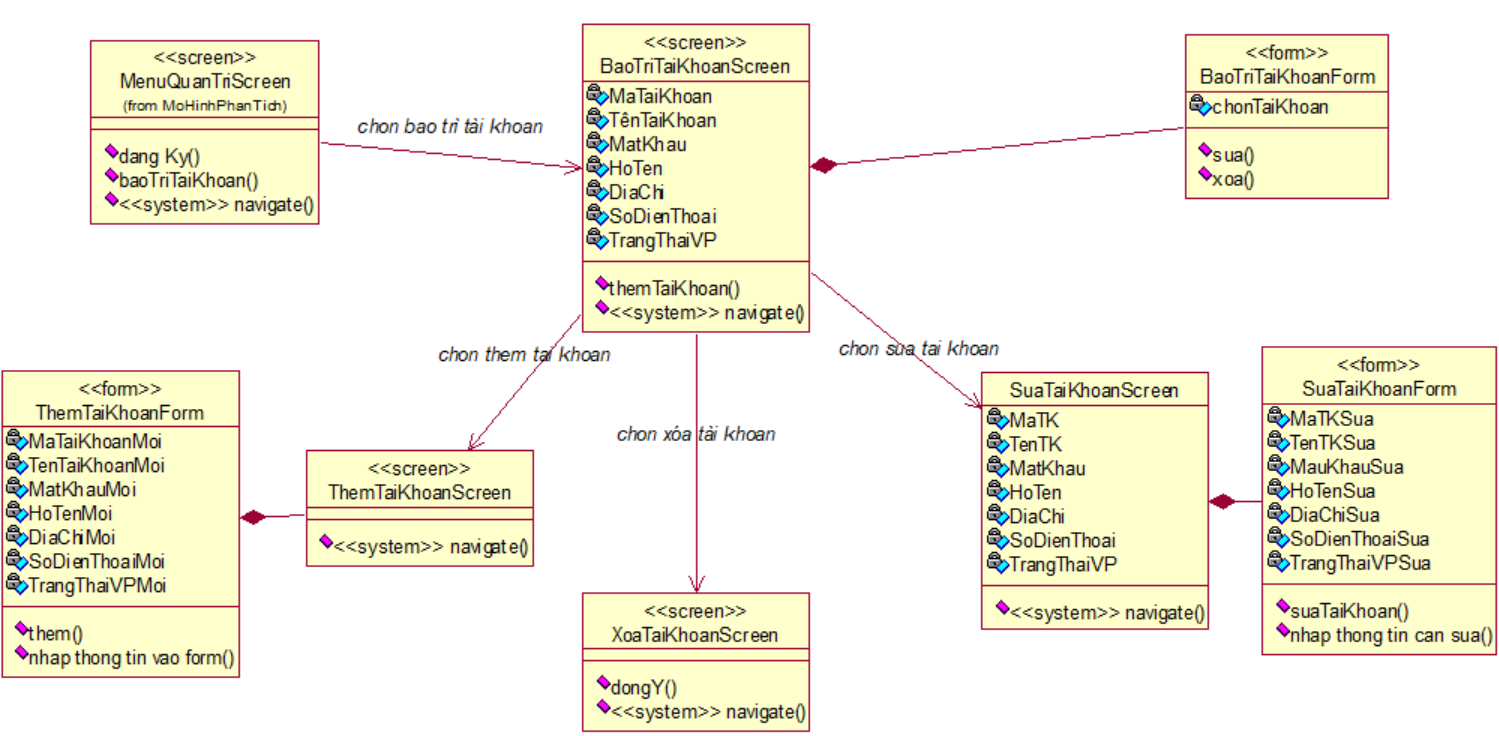 <<screen>>
MenuQuanTriScreen
(from MoHinhPhanTich)
dang Ky()
baoTriTaiKhoan()
<<system>> navigate()
chon bao trì tài khoan
<<screen>>
BaoTriTaiKhoanScreen
MaTaiKhoan
TênTaiKhoan
MatKhau
HoTen
DiaChi
SoDienThoai
TrangThaiVP
themTaiKhoan()
<<system>> navigate()
<<form>>
BaoTriTaiKhoanForm
chonTaiKhoan
sua()
xoa()
chon them tai khoan
chon xóa tài khoan
chon sua tai khoan
<<form>>
ThemTaiKhoanForm
MaTaiKhoanMoi
TenTaiKhoanMoi
MatKhauMoi
HoTenMoi
DiaChiMoi
SoDienThoaiMoi
TrangThaiVPMoi
them()
nhap thong tin vao form()
<<screen>>
ThemTaiKhoanScreen
<<system>> navigate()
<<screen>>
XoaTaiKhoanScreen
dongY()
<<system>> navigate()
SuaTaiKhoanScreen
MaTK
TenTK
MatKhau
HoTen
DiaChi
SoDienThoai
TrangThaiVP
<<system>> navigate()
<<form>>
SuaTaiKhoanForm
MaTKSua
TenTKSua
MauKhauSua
HoTenSua
DiaChiSua
SoDienThoaiSua
TrangThaiVPSua
suaTaiKhoan()
nhap thong tin can sua()